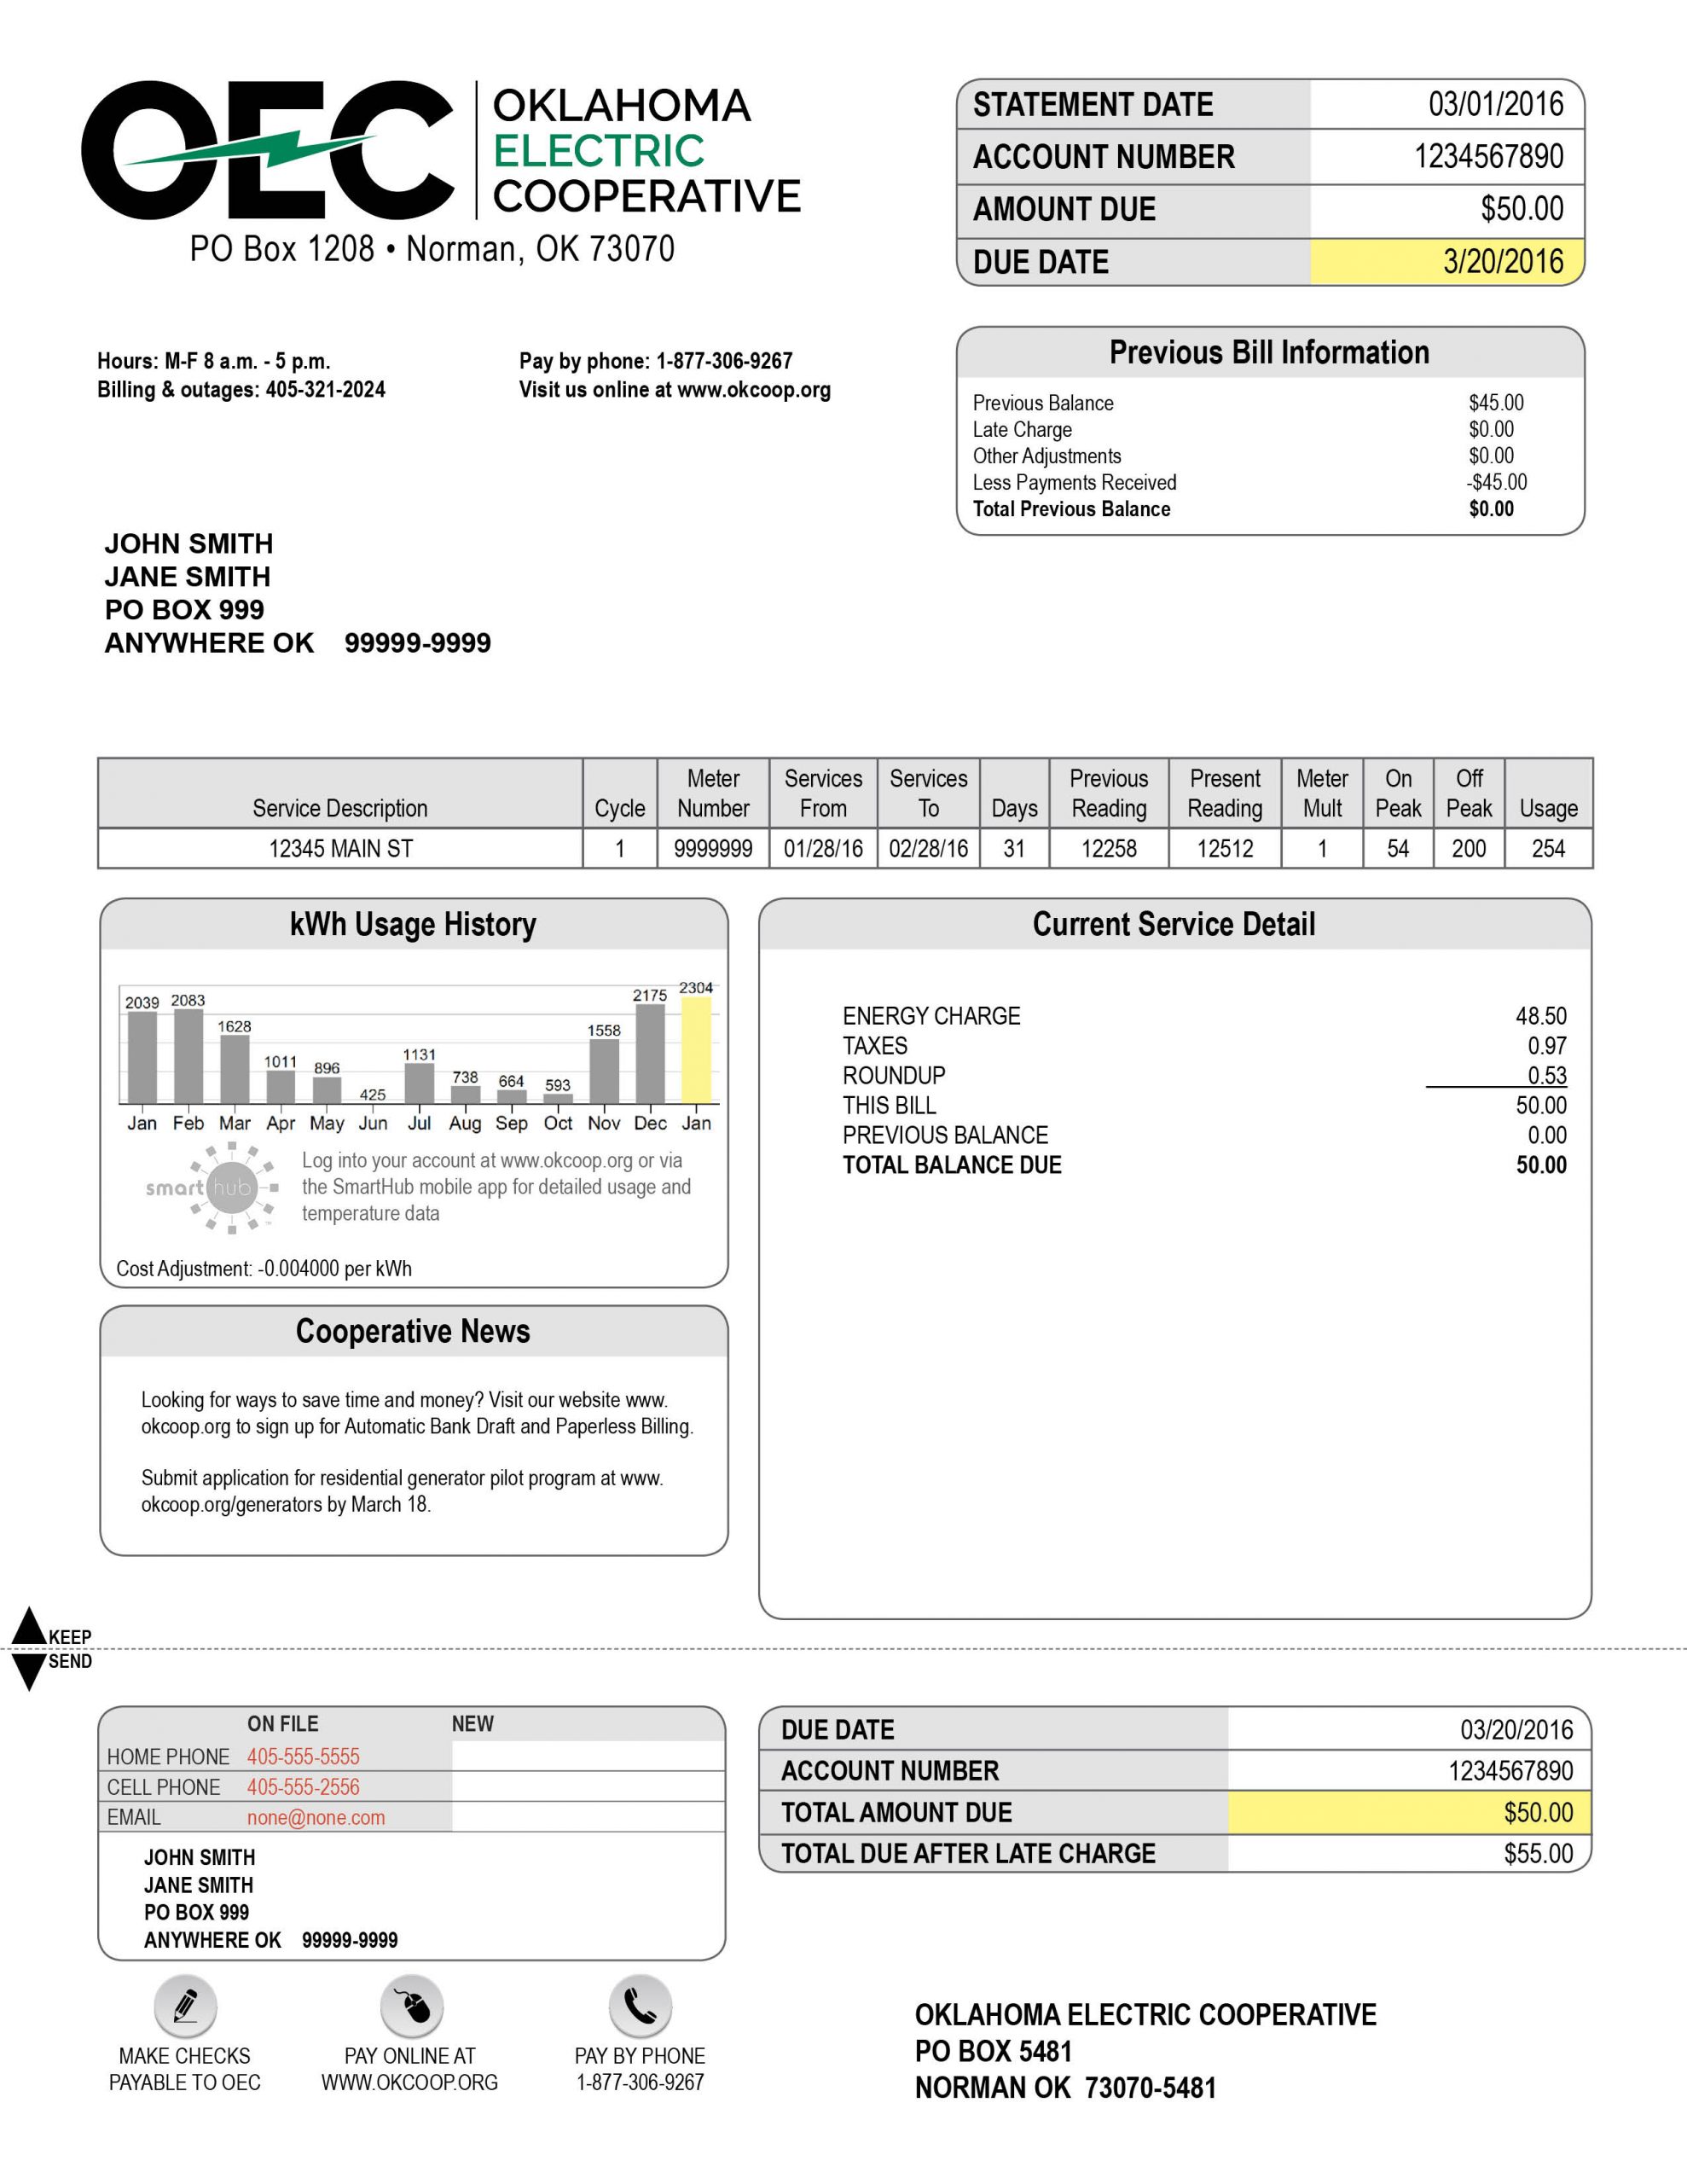 OEC
OKLAHOMA
ELECTRIC
COOPERATIVE
PO Box 1208 • Norman, OK 73070
STATEMENT DATE 03/01/2016
ACCOUNT NUMBER 1234567890
AMOUNT DUE $50.00
DUE DATE 3/20/2016
Hours: M-F 8 a.m. - 5 p.m.
Billing & outages: 405-321-2024
Pay by phone: 1-877-306-9267
Visit us online at www.okcoop.org
Previous Bill Information
Previous Balance $45.00
Late Charge $0.00
Other Adjustments $0.00
Less Payments Received -$45.00
Total Previous Balance $0.00
JOHN SMITH
JANE SMITH
PO BOX 999
ANYWHERE OK 99999-9999
Service Description Cycle Meter Number Services From Services To Days Previous Reading Present Reading Meter Mult On Peak Off Peak Usage
12345 MAIN ST 1 9999999 01/28/16 02/28/16 31 12258 12512 1 54 200 254
kWh Usage History
2039 2083 1628 1011 896 425 1131 738 664 593 1558 2175 2304
Jan Feb Mar Apr May Jun Jul Aug Sep Oct Nov Dec Jan
smart hub
Log into your account at www.okcoop.org or via
the SmartHub mobile app for detailed usage and
temperature data
Cost Adjustment: -0.004000 per kWh
Current Service Detail
ENERGY CHARGE 48.50
TAXES 0.97
ROUNDUP 0.53
THIS BILL 50.00
PREVIOUS BALANCE 0.00
TOTAL BALANCE DUE 50.00
Cooperative News
Looking for ways to save time and money? Visit our website www.
okcoop.org to sign up for Automatic Bank Draft and Paperless Billing.
Submit application for residential generator pilot program at www.
okcoop.org/generators by March 18.
KEEP
SEND
ON FILE NEW
HOME PHONE 405-555-5555
CELL PHONE 405-555-2556
EMAIL none@none.com
JOHN SMITH
JANE SMITH
PO BOX 999
ANYWHERE OK 99999-9999
DUE DATE 03/20/2016
ACCOUNT NUMBER 1234567890
TOTAL AMOUNT DUE $50.00
TOTAL DUE AFTER LATE CHARGE $55.00
MAKE CHECKS
PAYABLE TO OEC
PAY ONLINE AT
WWW.OKCOOP.ORG
PAY BY PHONE
1-877-306-9267
OKLAHOMA ELECTRIC COOPERATIVE
PO BOX 5481
NORMAN OK 73070-5481